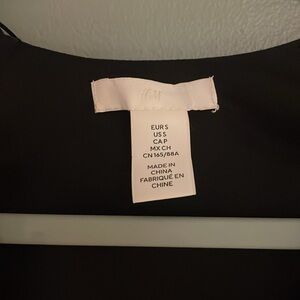 H&M
EUR S
US S
CA P
MX CH
CN 165/88A
MADE IN
CHINA
FABRIQUÉ EN
CHINE